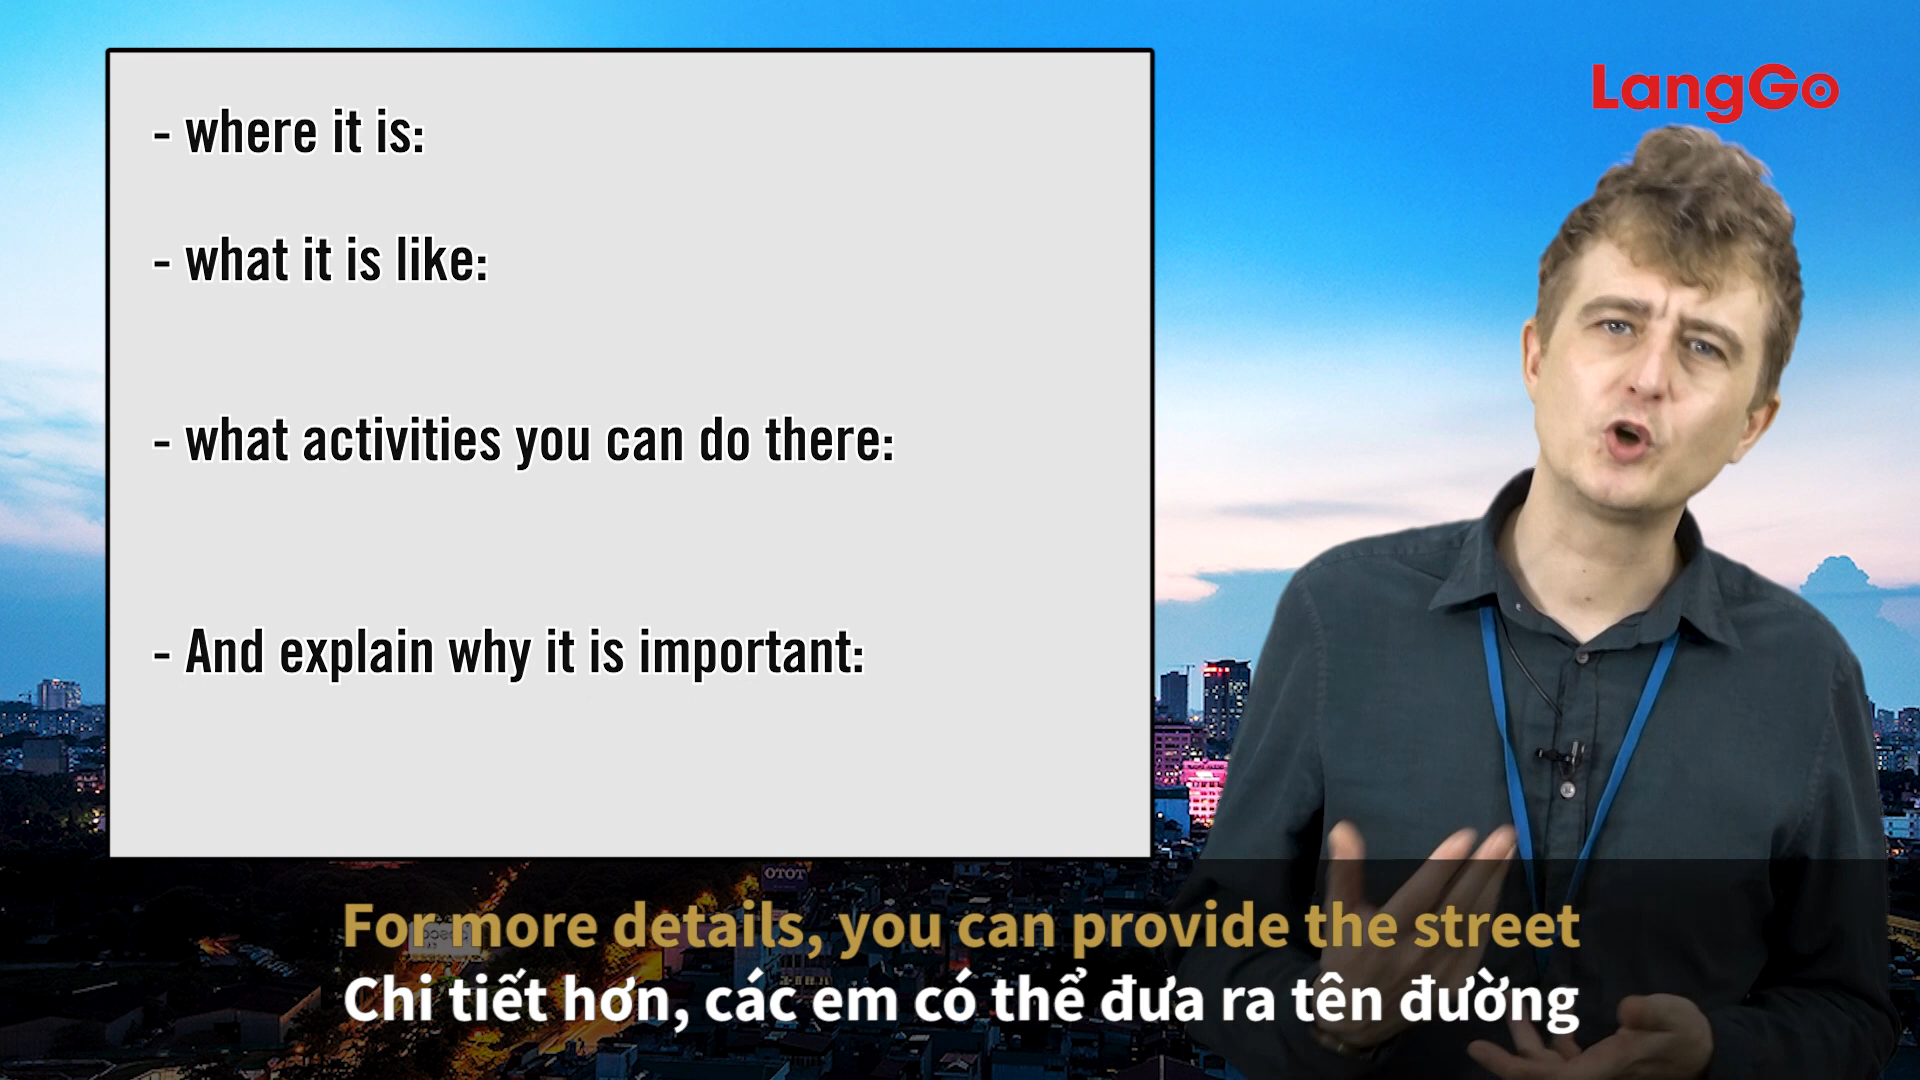 LangGo
- where it is:
- what it is like:
- what activities you can do there:
- And explain why it is important:
OTOT
For more details, you can provide the street
Chi tiết hơn, các em có thể đưa ra tên đường